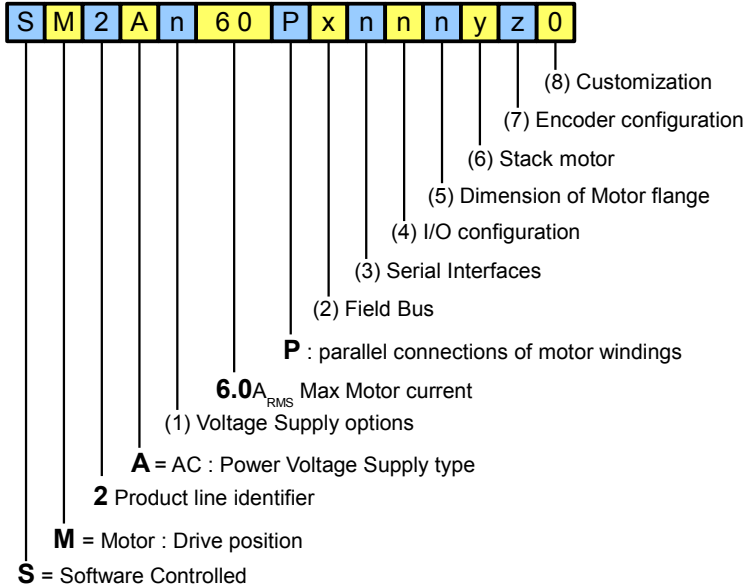 S M 2 A n 6 0 P x n n n y z 0
(8) Customization
(7) Encoder configuration
(6) Stack motor
(5) Dimension of Motor flange
(4) I/O configuration
(3) Serial Interfaces
(2) Field Bus
P : parallel connections of motor windings
6.0A RMS Max Motor current
(1) Voltage Supply options
A = AC : Power Voltage Supply type
2 Product line identifier
M = Motor : Drive position
S = Software Controlled